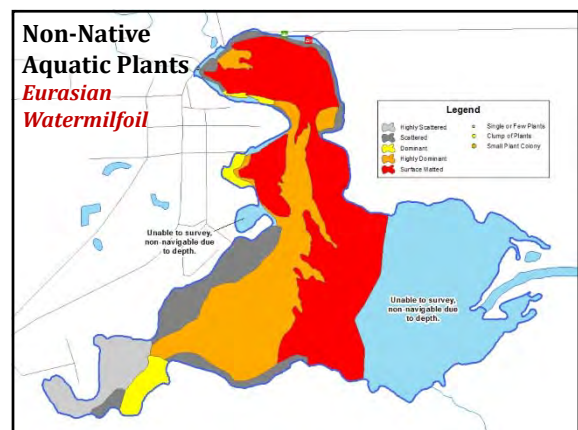 Non-Native
Aquatic Plants
Eurasian
Watermilfoil
Legend
Highly Scattered
Scattered
Dominant
Highly Dominant
Surface Matted
Single or Few Plants
Clump of Plants
Small Plant Colony
Unable to survey,
non-navigable due
to depth.
Unable to survey,
non-navigable due
to depth.